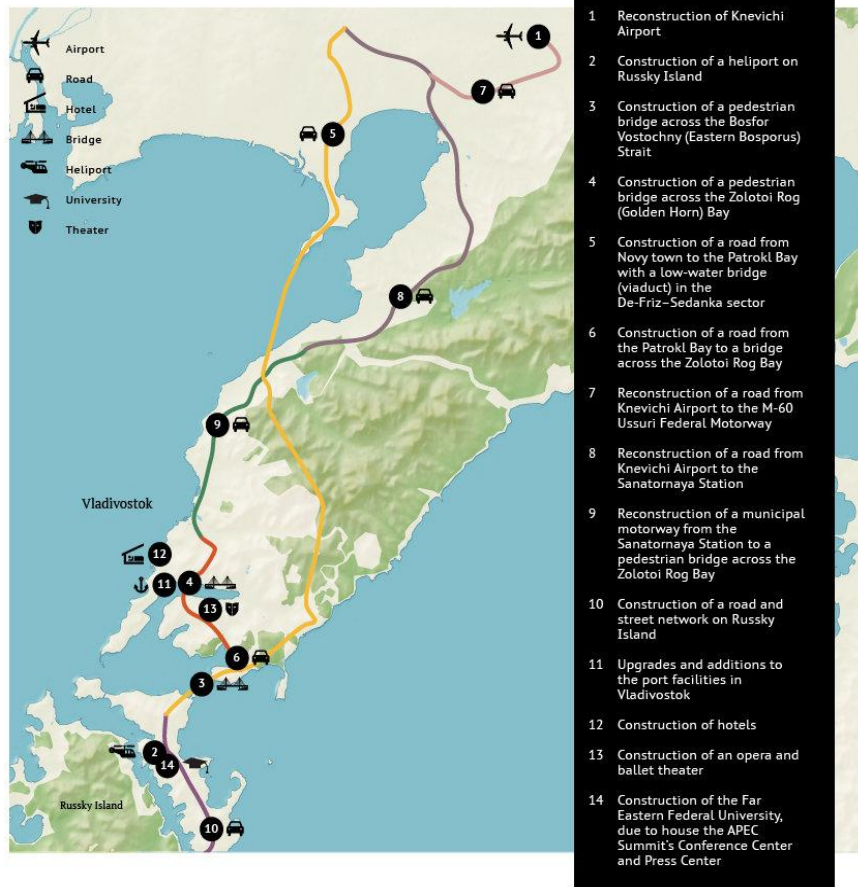 Airport
Road
Hotel
Bridge
Heliport
University
Theater
1
7
5
8
9
Vladivostok
12
11
4
13
6
3
2
14
Russky Island
10
1 Reconstruction of Knevichi
Airport
2 Construction of a heliport on
Russky Island
3 Construction of a pedestrian
bridge across the Bosfor
Vostochny (Eastern Bosporus)
Strait
4 Construction of a pedestrian
bridge across the Zolotoi Rog
(Golden Horn) Bay
5 Construction of a road from
Novy town to the Patrokl Bay
with a low-water bridge
(viaduct) in the
De-Friz–Sedanka sector
6 Construction of a road from
the Patrokl Bay to a bridge
across the Zolotoi Rog Bay
7 Reconstruction of a road from
Knevichi Airport to the M-60
Ussuri Federal Motorway
8 Reconstruction of a road from
Knevichi Airport to the
Sanatornaya Station
9 Reconstruction of a municipal
motorway from the
Sanatornaya Station to a
pedestrian bridge across the
Zolotoi Rog Bay
10 Construction of a road and
street network on Russky
Island
11 Upgrades and additions to
the port facilities in
Vladivostok
12 Construction of hotels
13 Construction of an opera and
ballet theater
14 Construction of the Far
Eastern Federal University,
due to house the APEC
Summit's Conference Center
and Press Center